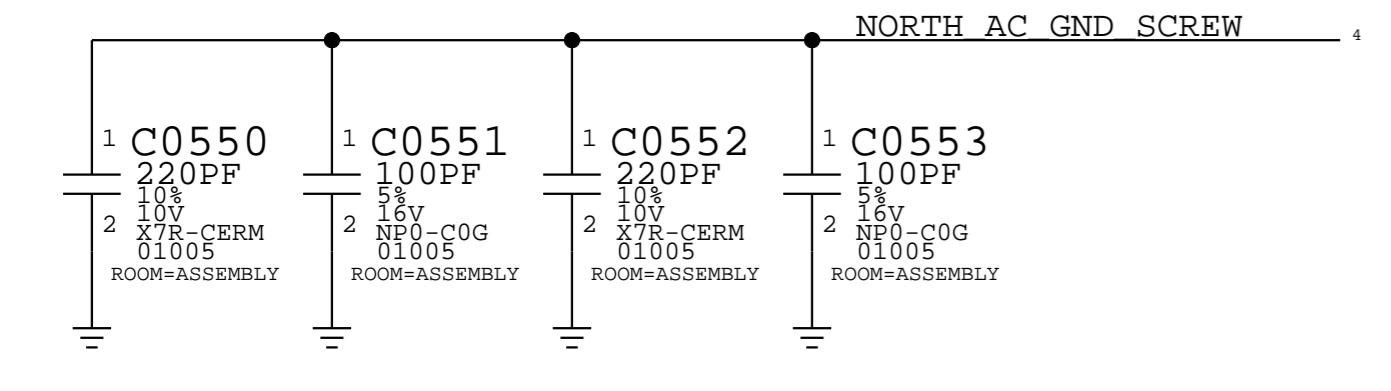 NORTH_AC_GND_SCREW 4
1 C0550
220PF
10%
10V
2 X7R-CERM
01005
ROOM=ASSEMBLY
1 C0551
100PF
5%
16V
2 NP0-C0G
01005
ROOM=ASSEMBLY
1 C0552
220PF
10%
10V
2 X7R-CERM
01005
ROOM=ASSEMBLY
1 C0553
100PF
5%
16V
2 NP0-C0G
01005
ROOM=ASSEMBLY